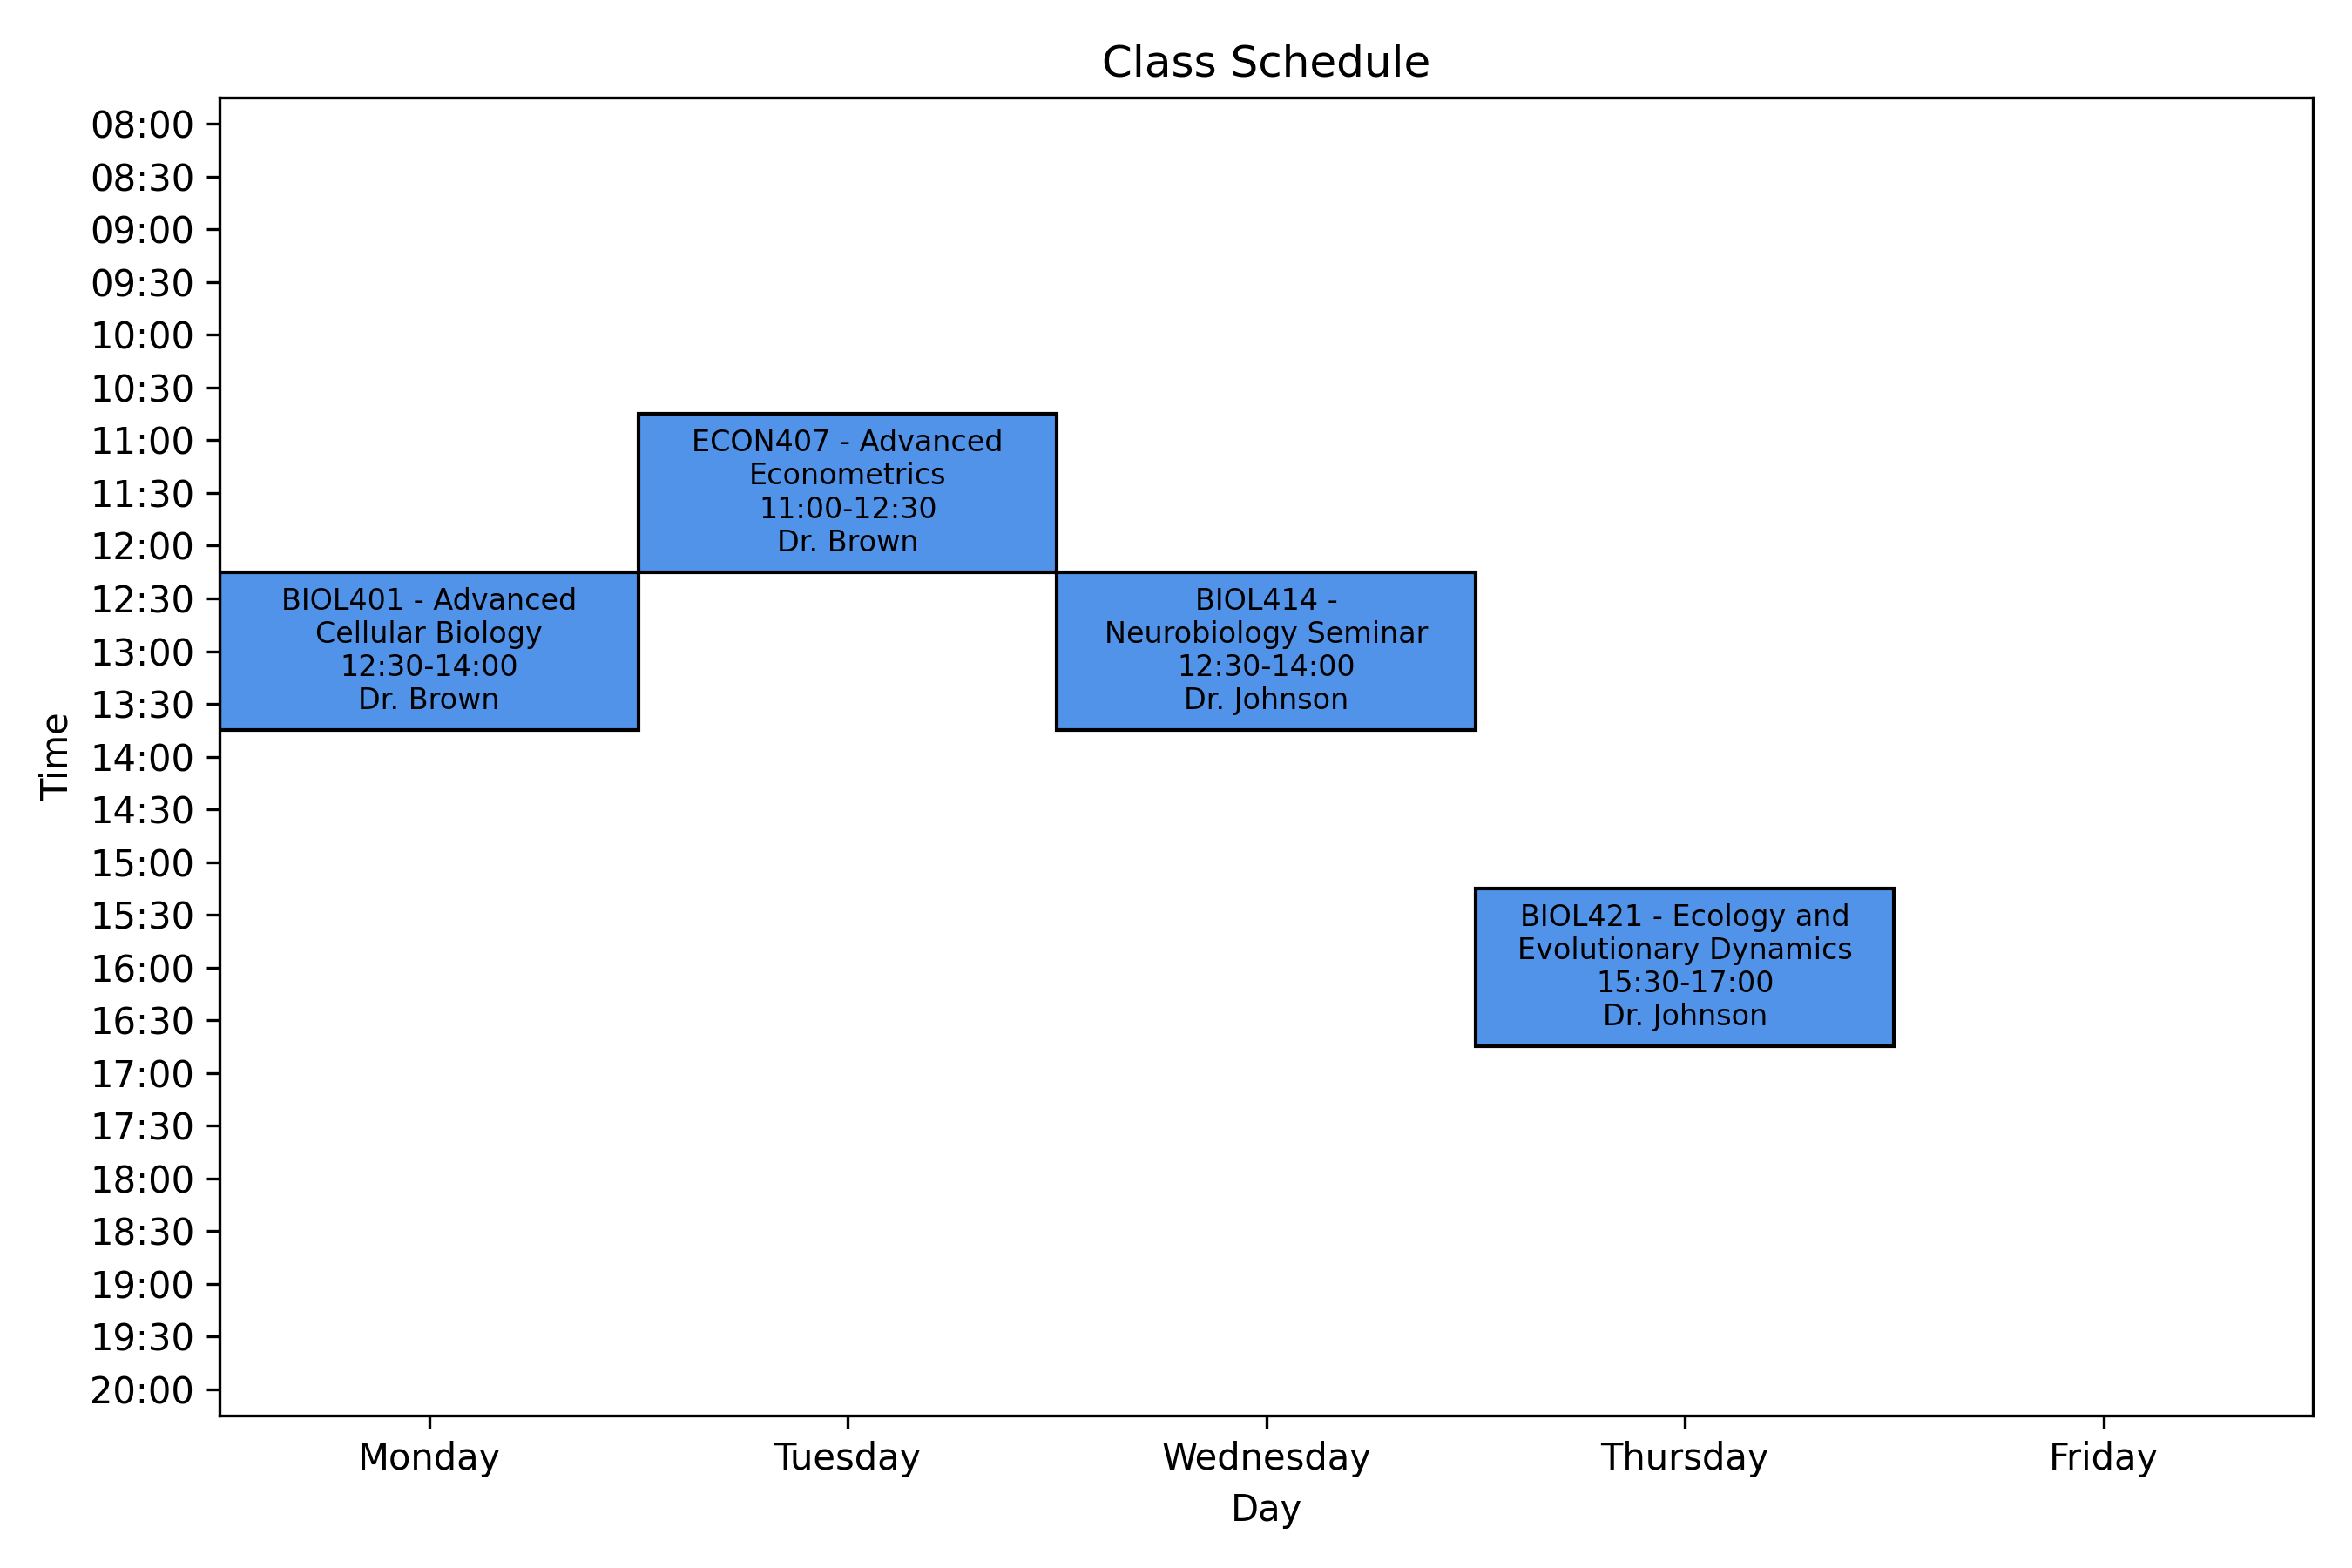 Class Schedule
08:00
08:30
09:00
09:30
10:00
10:30
11:00
11:30
12:00
12:30
13:00
13:30
14:00
14:30
15:00
15:30
16:00
16:30
17:00
17:30
18:00
18:30
19:00
19:30
20:00
Time
BIOL401 - Advanced
Cellular Biology
12:30-14:00
Dr. Brown
ECON407 - Advanced
Econometrics
11:00-12:30
Dr. Brown
BIOL414 -
Neurobiology Seminar
12:30-14:00
Dr. Johnson
BIOL421 - Ecology and
Evolutionary Dynamics
15:30-17:00
Dr. Johnson
Monday
Tuesday
Wednesday
Thursday
Friday
Day